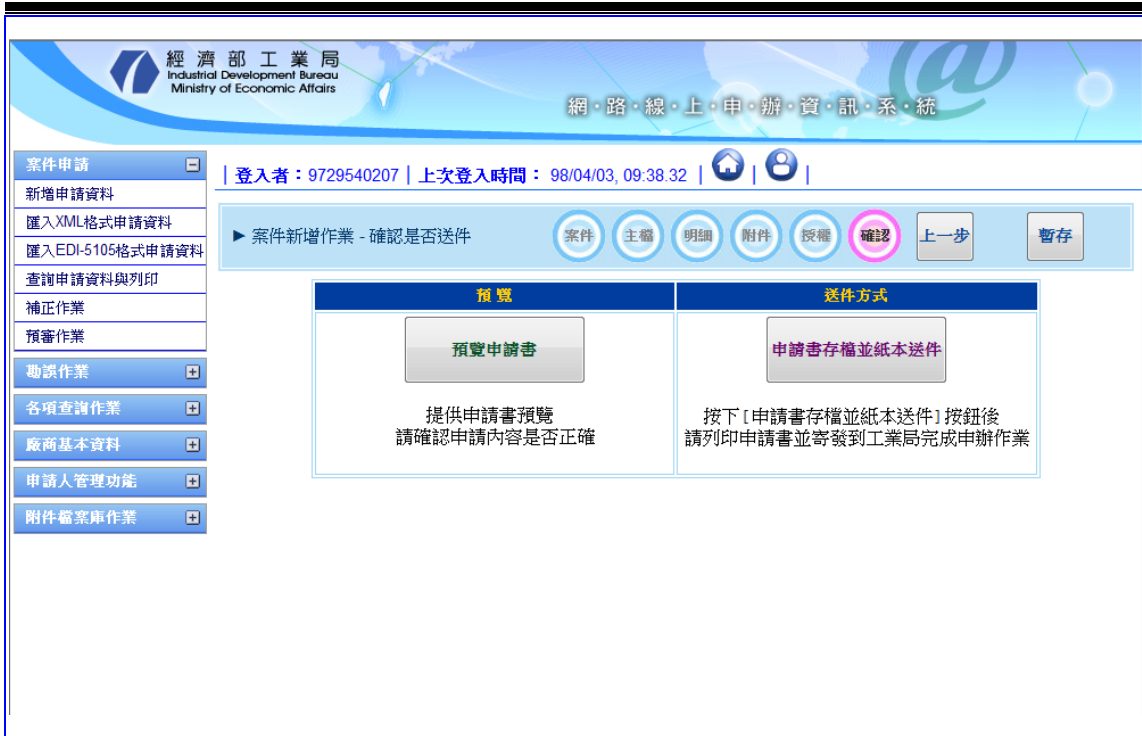 經濟部工業局
Industrial Development Bureau
Ministry of Economic Affairs
網・路・線・上・申・辦・資・訊・系・統
案件申請
新增申請資料
匯入XML格式申請資料
匯入EDI-5105格式申請資料
查詢申請資料與列印
補正作業
預審作業
勘誤作業
各項查詢作業
廠商基本資料
申請人管理功能
附件檔案庫作業
| 登入者：9729540207 | 上次登入時間： 98/04/03, 09:38.32 | | |
► 案件新增作業 - 確認是否送件 案件 主檔 明細 附件 授權 確認 上一步 暫存
預 覽 送件方式
預覽申請書 申請書存檔並紙本送件
提供申請書預覽
請確認申請內容是否正確
按下[申請書存檔並紙本送件]按鈕後
請列印申請書並寄發到工業局完成申辦作業